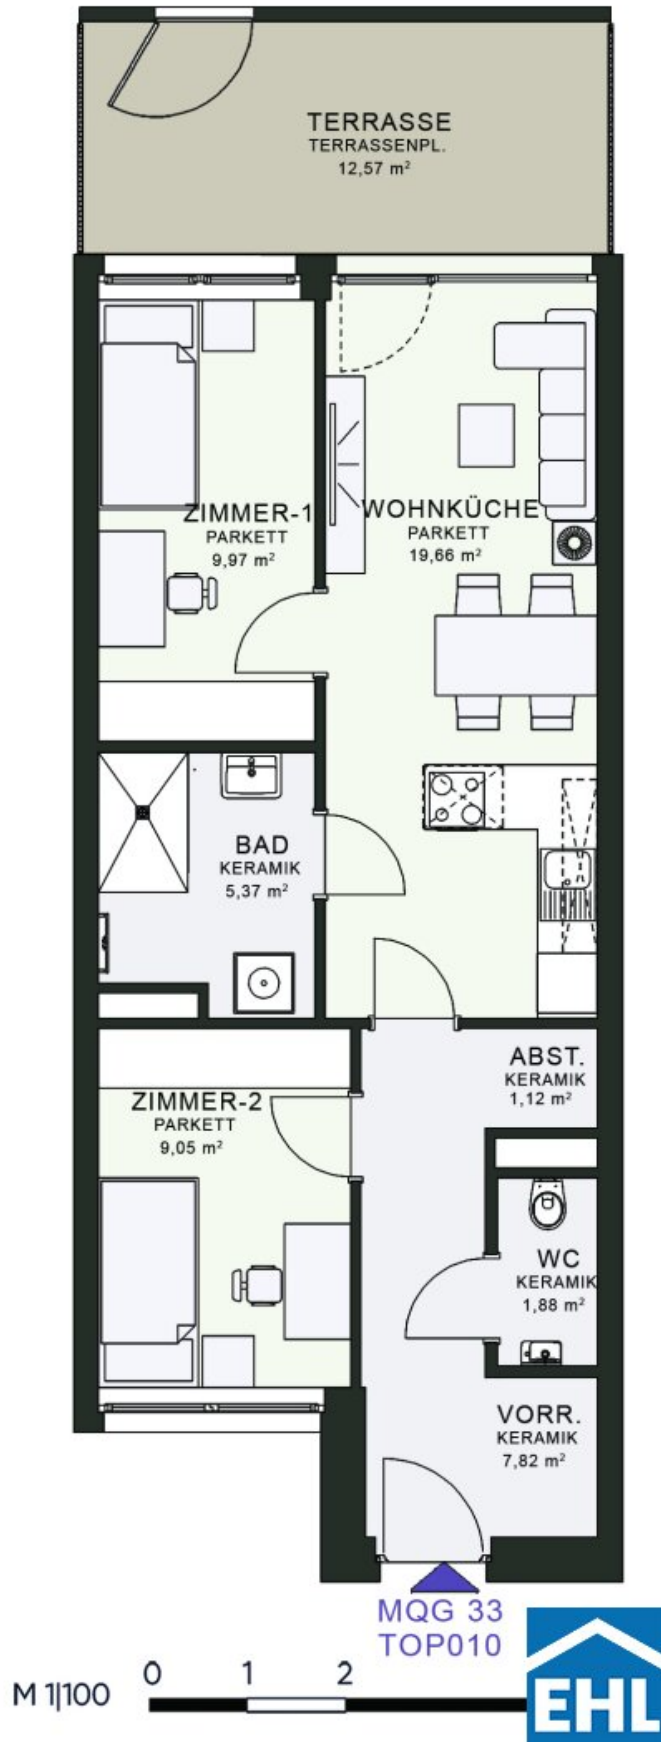 TERRASSE
TERRASSENPL.
12,57 m²
ZIMMER-1
PARKETT
9,97 m²
WOHNKÜCHE
PARKETT
19,66 m²
BAD
KERAMIK
5,37 m²
ABST.
KERAMIK
1,12 m²
ZIMMER-2
PARKETT
9,05 m²
WC
KERAMIK
1,88 m²
VORR.
KERAMIK
7,82 m²
MQG 33
TOP010
M 1|100 0 1 2
EHL